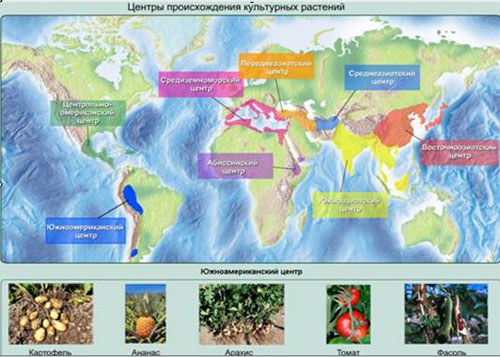 Центры происхождения культурных растений
Переднеазиатский
центр
Средиземноморский
центр
Среднеазиатский
центр
Центрально-
американский
центр
Восточноазиатский
центр
Абиссинский
центр
Южноазиатский
центр
Южноамериканский
центр
Южноамериканский центр
Картофель
Ананас
Арахис
Томат
Фасоль